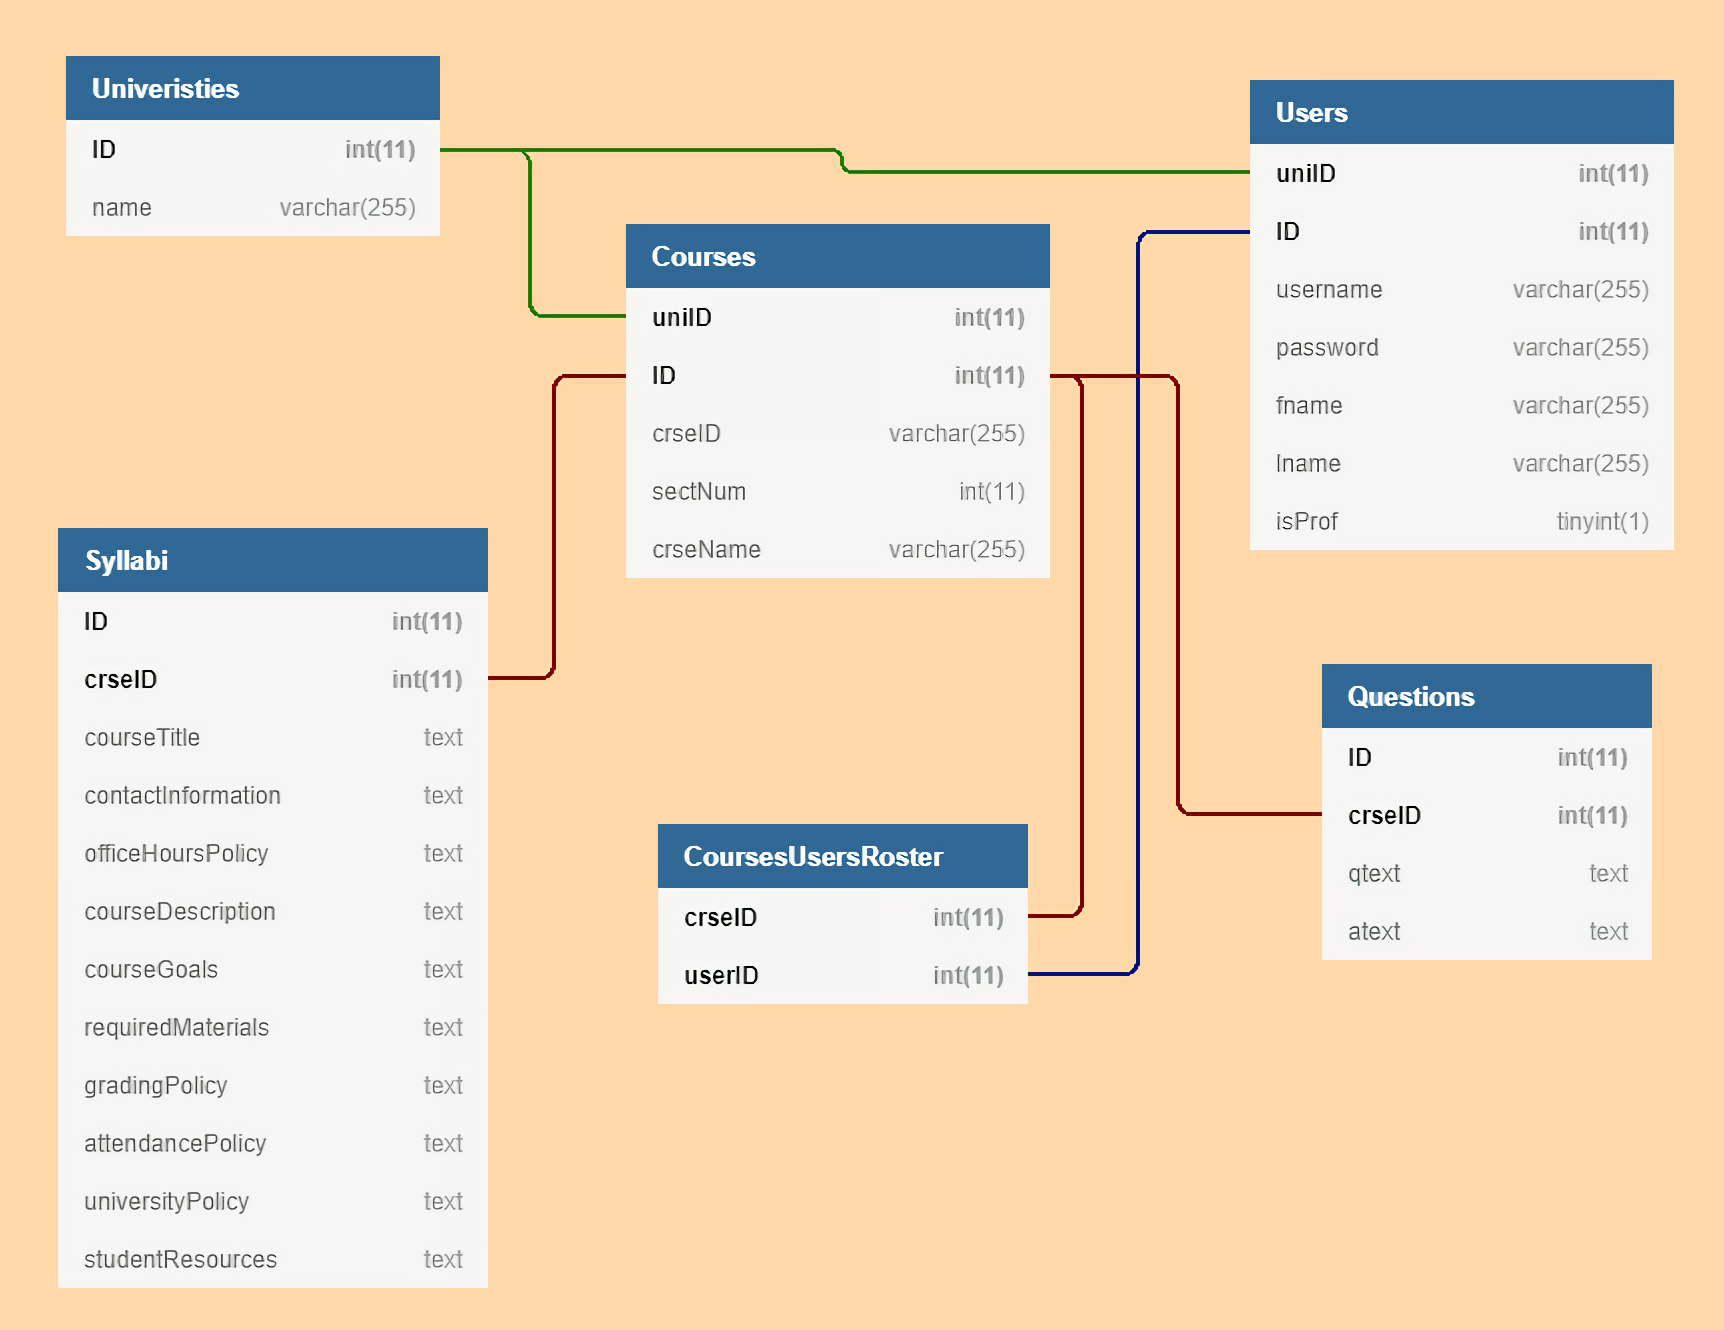 Univeristies
ID int(11)
name varchar(255)
Users
uniID int(11)
ID int(11)
username varchar(255)
password varchar(255)
fname varchar(255)
lname varchar(255)
isProf tinyint(1)
Courses
uniID int(11)
ID int(11)
crseID varchar(255)
sectNum int(11)
crseName varchar(255)
Syllabi
ID int(11)
crseID int(11)
courseTitle text
contactInformation text
officeHoursPolicy text
courseDescription text
courseGoals text
requiredMaterials text
gradingPolicy text
attendancePolicy text
universityPolicy text
studentResources text
CoursesUsersRoster
crseID int(11)
userID int(11)
Questions
ID int(11)
crseID int(11)
qtext text
atext text